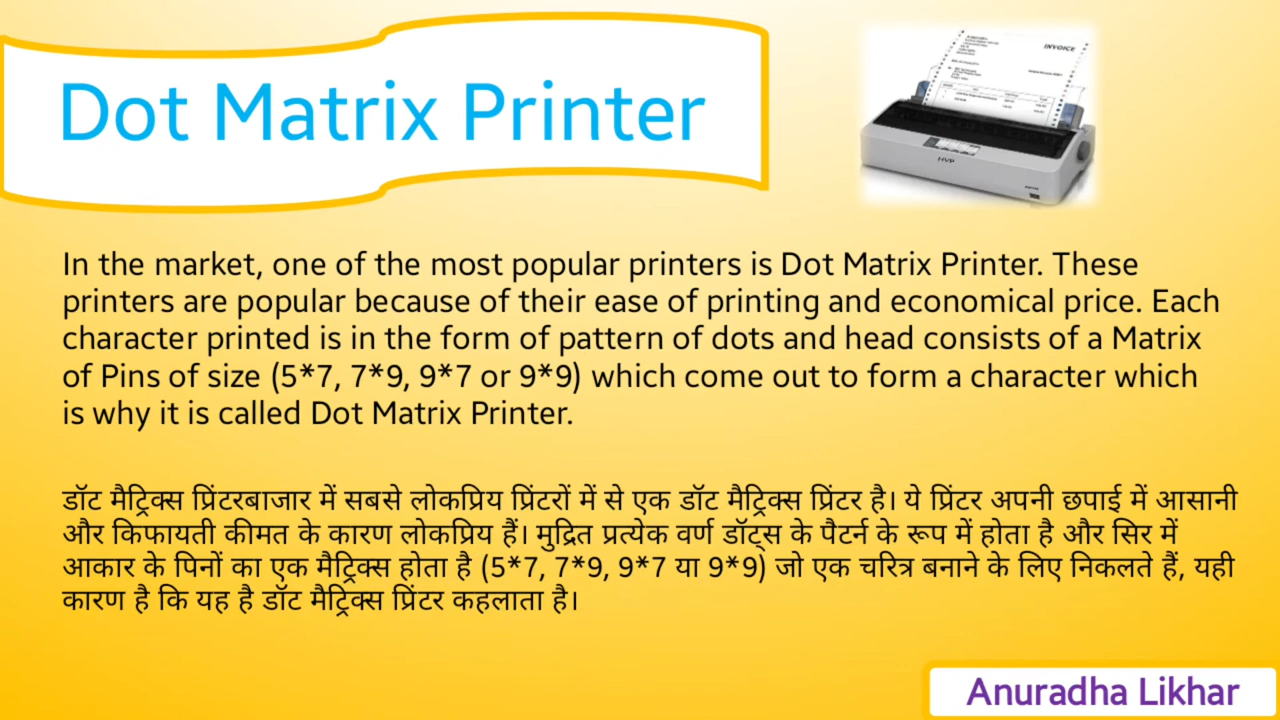 Dot Matrix Printer
INVOICE
HVP
In the market, one of the most popular printers is Dot Matrix Printer. These
printers are popular because of their ease of printing and economical price. Each
character printed is in the form of pattern of dots and head consists of a Matrix
of Pins of size (5*7, 7*9, 9*7 or 9*9) which come out to form a character which
is why it is called Dot Matrix Printer.
डॉट मैट्रिक्स प्रिंटरबाजार में सबसे लोकप्रिय प्रिंटरों में से एक डॉट मैट्रिक्स प्रिंटर है। ये प्रिंटर अपनी छपाई में आसानी
और किफायती कीमत के कारण लोकप्रिय हैं। मुद्रित प्रत्येक वर्ण डॉट्स के पैटर्न के रूप में होता है और सिर में
आकार के पिनों का एक मैट्रिक्स होता है (5*7, 7*9, 9*7 या 9*9) जो एक चरित्र बनाने के लिए निकलते हैं, यही
कारण है कि यह है डॉट मैट्रिक्स प्रिंटर कहलाता है।
Anuradha Likhar